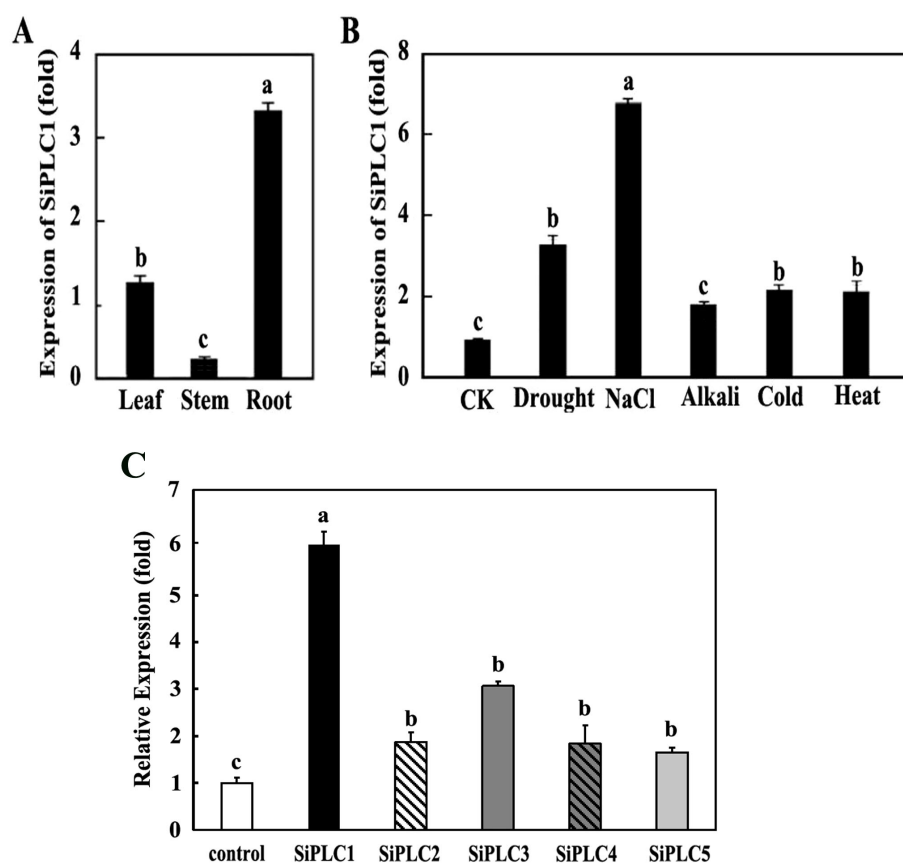 A
Expression of SiPLC1 (fold)
4
3
2
1
0
a
b
c
Leaf Stem Root
B
Expression of SiPLC1 (fold)
8
6
4
2
0
a
b
c
c
b
b
CK Drought NaCl Alkali Cold Heat
C
Relative Expression (fold)
7
6
5
4
3
2
1
0
a
b
b
b
b
c
control SiPLC1 SiPLC2 SiPLC3 SiPLC4 SiPLC5